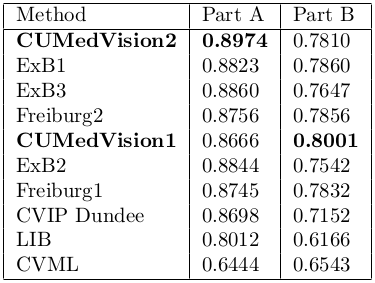 Method Part A Part B
CUMedVision2 0.8974 0.7810
ExB1 0.8823 0.7860
ExB3 0.8860 0.7647
Freiburg2 0.8756 0.7856
CUMedVision1 0.8666 0.8001
ExB2 0.8844 0.7542
Freiburg1 0.8745 0.7832
CVIP Dundee 0.8698 0.7152
LIB 0.8012 0.6166
CVML 0.6444 0.6543